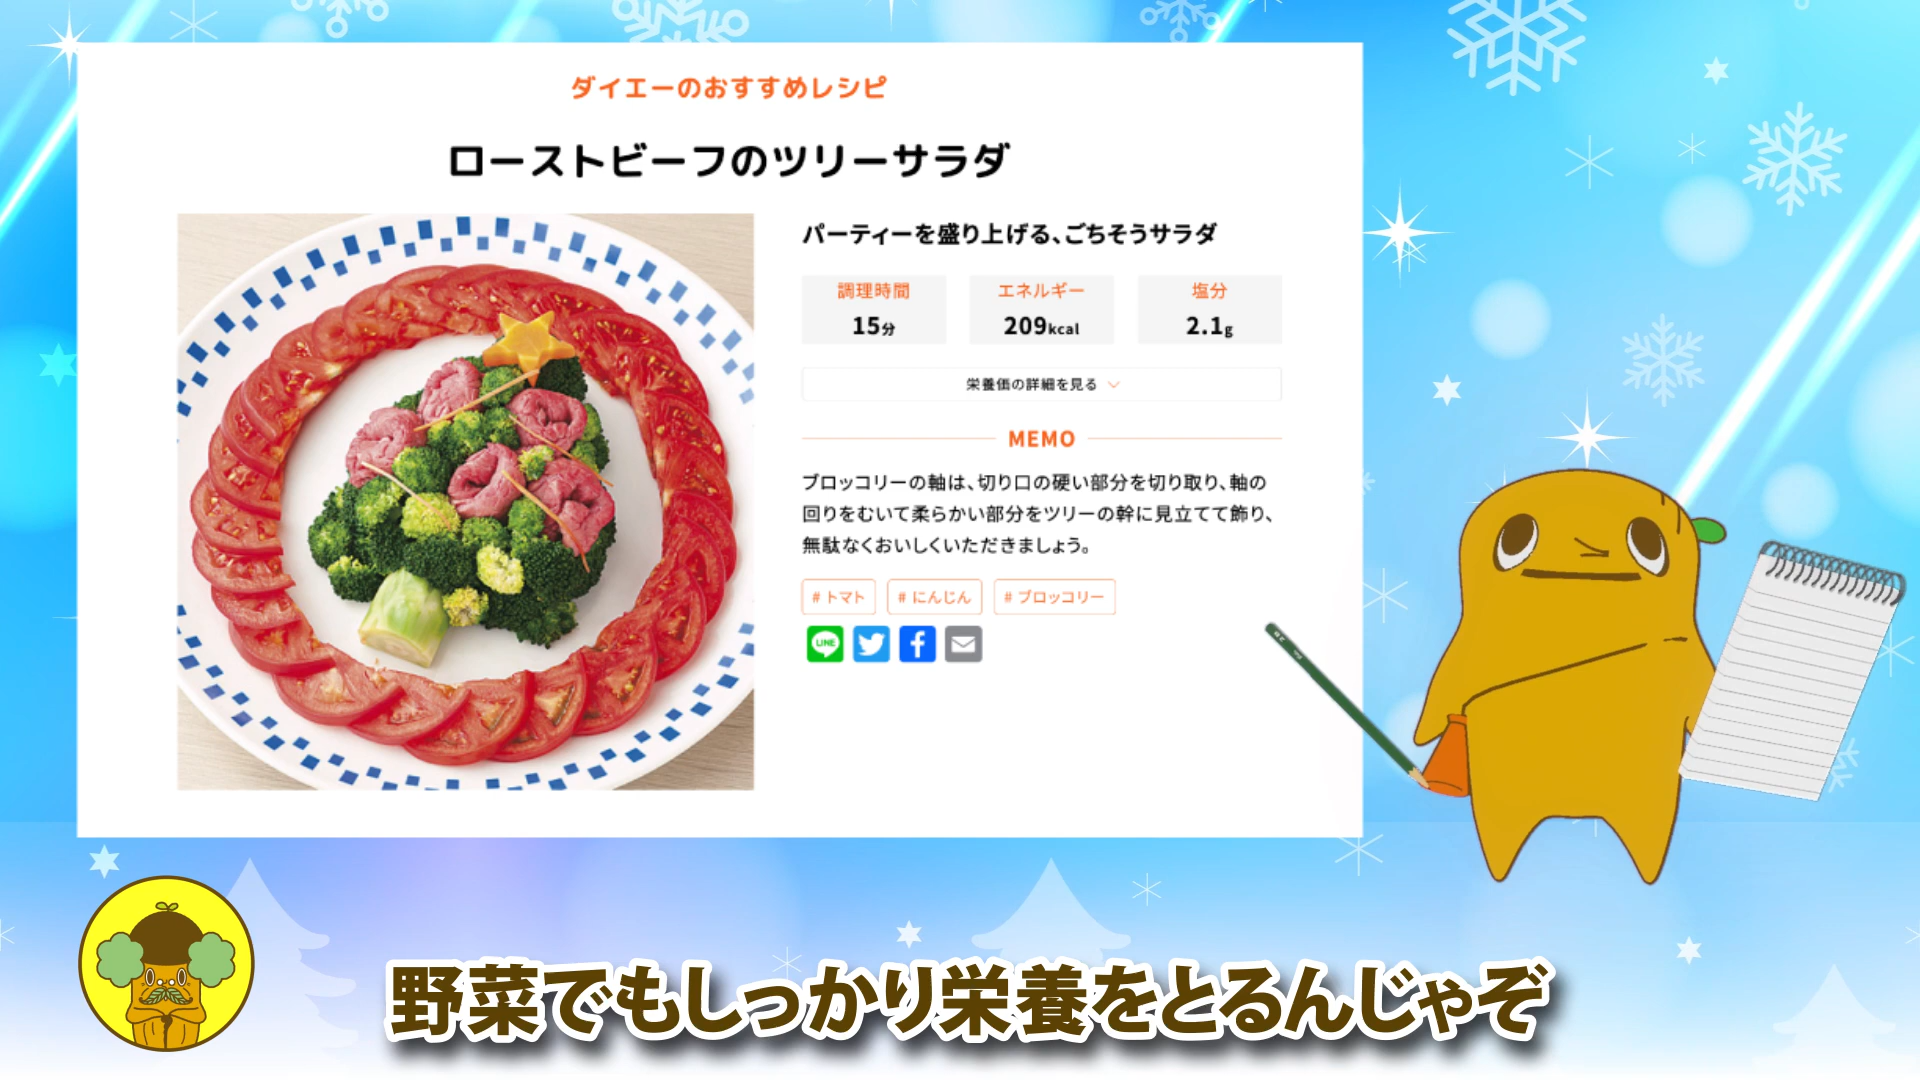 ダイエーのおすすめレシピ
ローストビーフのツリーサラダ
パーティーを盛り上げる、ごちそうサラダ
調理時間
15分
エネルギー
209kcal
塩分
2.1g
栄養価の詳細を見る
MEMO
ブロッコリーの軸は、切り口の硬い部分を切り取り、軸の
回りをむいて柔らかい部分をツリーの幹に見立てて飾り、
無駄なくおいしくいただきましょう。
# トマト
# にんじん
# ブロッコリー
LINE
野菜でもしっかり栄養をとるんじゃぞ